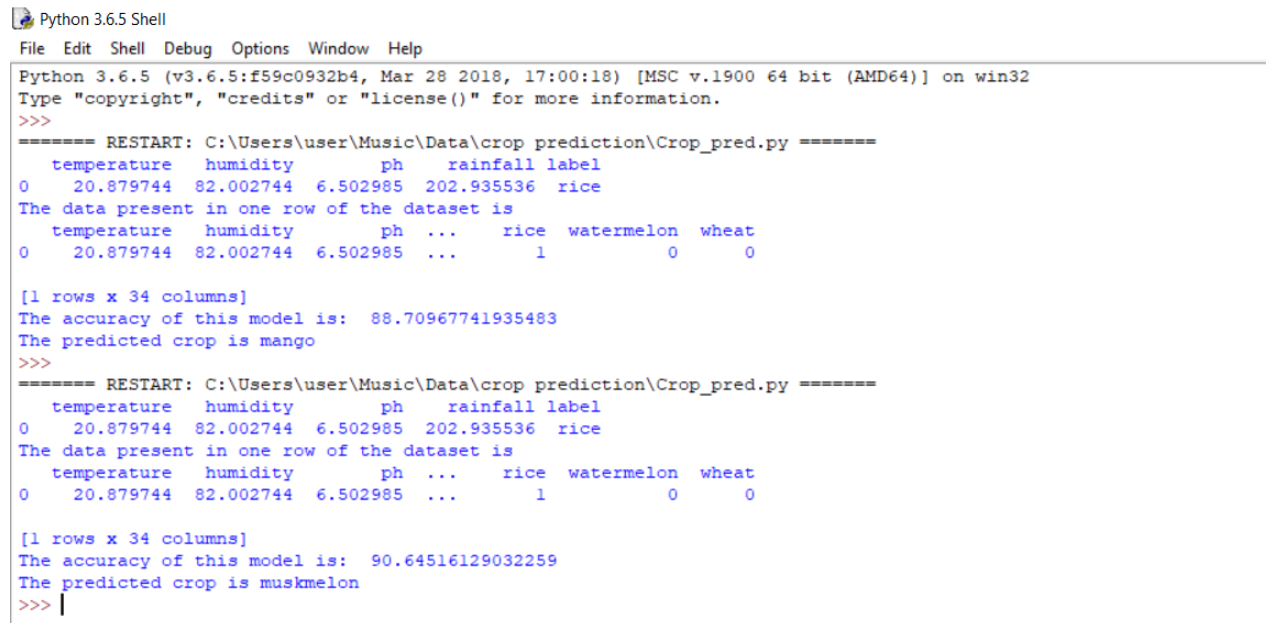 Python 3.6.5 Shell
File Edit Shell Debug Options Window Help
Python 3.6.5 (v3.6.5:f59c0932b4, Mar 28 2018, 17:00:18) [MSC v.1900 64 bit (AMD64)] on win32
Type "copyright", "credits" or "license()" for more information.
>>>
======= RESTART: C:\Users\user\Music\Data\crop prediction\Crop_pred.py =======
   temperature   humidity        ph    rainfall label
0    20.879744  82.002744  6.502985  202.935536  rice
The data present in one row of the dataset is
   temperature   humidity        ph  ...    rice  watermelon  wheat
0    20.879744  82.002744  6.502985  ...       1           0      0
[1 rows x 34 columns]
The accuracy of this model is:  88.70967741935483
The predicted crop is mango
>>>
======= RESTART: C:\Users\user\Music\Data\crop prediction\Crop_pred.py =======
   temperature   humidity        ph    rainfall label
0    20.879744  82.002744  6.502985  202.935536  rice
The data present in one row of the dataset is
   temperature   humidity        ph  ...    rice  watermelon  wheat
0    20.879744  82.002744  6.502985  ...       1           0      0
[1 rows x 34 columns]
The accuracy of this model is:  90.64516129032259
The predicted crop is muskmelon
>>>